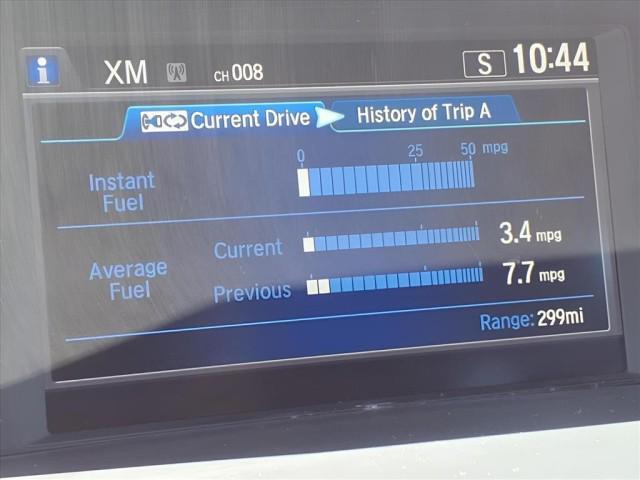 i XM CH 008 S 10:44
Current Drive History of Trip A
0 25 50 mpg
Instant
Fuel
Current 3.4 mpg
Average
Fuel
Previous 7.7 mpg
Range: 299mi